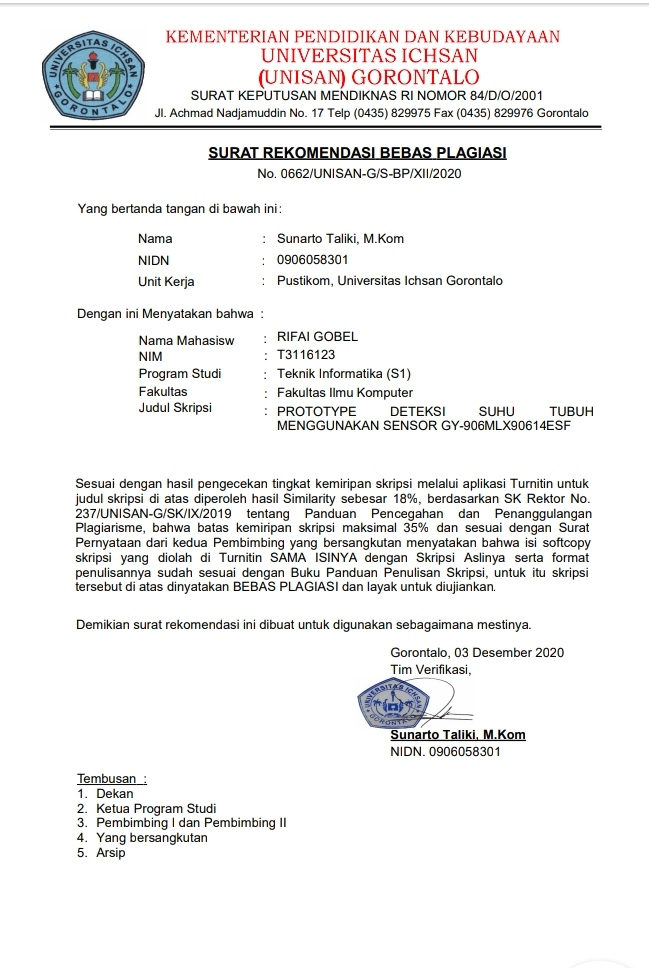 KEMENTERIAN PENDIDIKAN DAN KEBUDAYAAN
UNIVERSITAS ICHSAN
(UNISAN) GORONTALO
SURAT KEPUTUSAN MENDIKNAS RI NOMOR 84/D/O/2001
Jl. Achmad Nadjamuddin No. 17 Telp (0435) 829975 Fax (0435) 829976 Gorontalo
UNIVERSITAS ICHSAN
GORONTALO
SURAT REKOMENDASI BEBAS PLAGIASI
No. 0662/UNISAN-G/S-BP/XII/2020
Yang bertanda tangan di bawah ini :
Nama : Sunarto Taliki, M.Kom
NIDN : 0906058301
Unit Kerja : Pustikom, Universitas Ichsan Gorontalo
Dengan ini Menyatakan bahwa :
Nama Mahasisw : RIFAI GOBEL
NIM : T3116123
Program Studi : Teknik Informatika (S1)
Fakultas : Fakultas Ilmu Komputer
Judul Skripsi : PROTOTYPE DETEKSI SUHU TUBUH
MENGGUNAKAN SENSOR GY-906MLX90614ESF
Sesuai dengan hasil pengecekan tingkat kemiripan skripsi melalui aplikasi Turnitin untuk
judul skripsi di atas diperoleh hasil Similarity sebesar 18%, berdasarkan SK Rektor No.
237/UNISAN-G/SK/IX/2019 tentang Panduan Pencegahan dan Penanggulangan
Plagiarisme, bahwa batas kemiripan skripsi maksimal 35% dan sesuai dengan Surat
Pernyataan dari kedua Pembimbing yang bersangkutan menyatakan bahwa isi softcopy
skripsi yang diolah di Turnitin SAMA ISINYA dengan Skripsi Aslinya serta format
penulisannya sudah sesuai dengan Buku Panduan Penulisan Skripsi, untuk itu skripsi
tersebut di atas dinyatakan BEBAS PLAGIASI dan layak untuk diujiankan.
Demikian surat rekomendasi ini dibuat untuk digunakan sebagaimana mestinya.
Gorontalo, 03 Desember 2020
Tim Verifikasi,
UNIVERSITAS ICHSAN
GORONTALO
Sunarto Taliki, M.Kom
NIDN. 0906058301
Tembusan :
1. Dekan
2. Ketua Program Studi
3. Pembimbing I dan Pembimbing II
4. Yang bersangkutan
5. Arsip